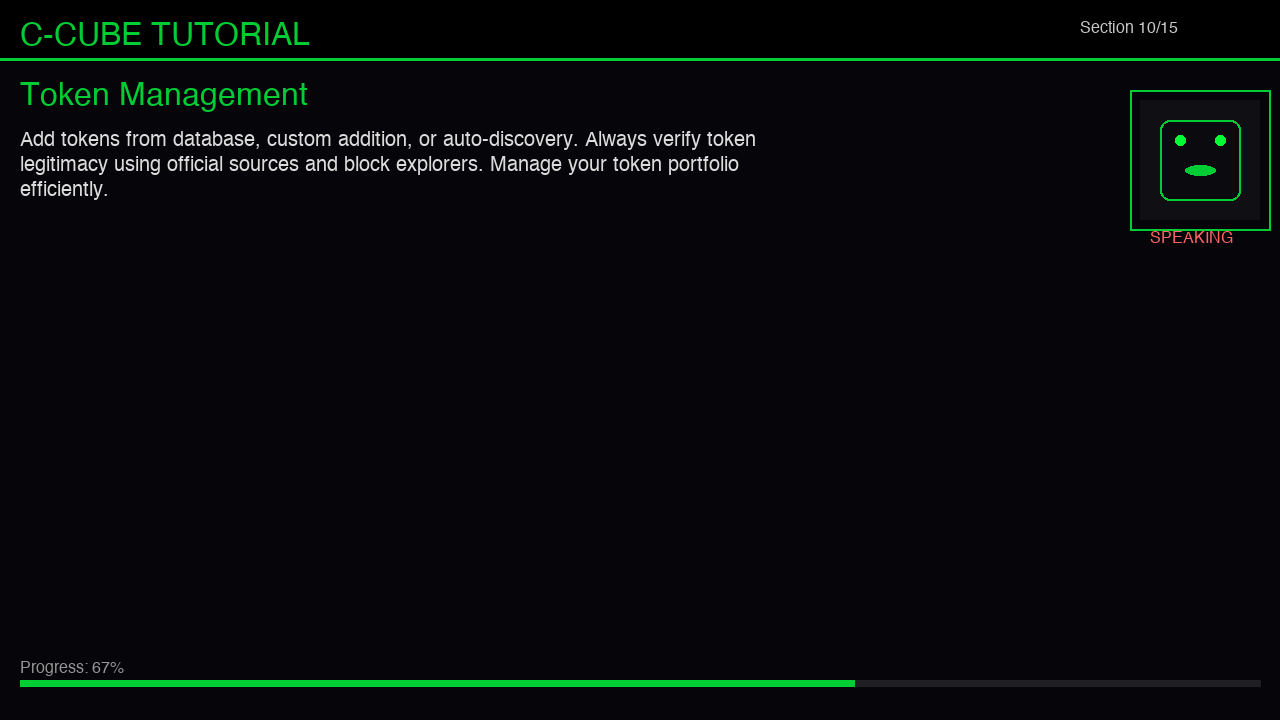 C-CUBE TUTORIAL
Section 10/15
Token Management
Add tokens from database, custom addition, or auto-discovery. Always verify token
legitimacy using official sources and block explorers. Manage your token portfolio
efficiently.
SPEAKING
Progress: 67%